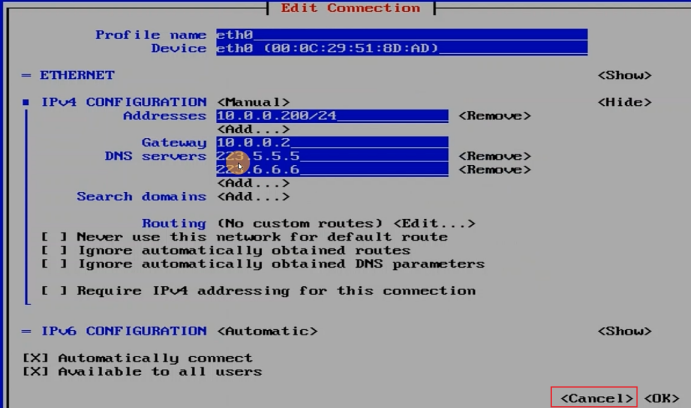 Edit Connection
Profile name eth0
Device eth0 (00:0C:29:51:8D:AD)
= ETHERNET <Show>
IPv4 CONFIGURATION <Manual> <Hide>
Addresses 10.0.0.200/24 <Remove>
<Add...>
Gateway 10.0.0.2
DNS servers 223.5.5.5 <Remove>
223.6.6.6 <Remove>
<Add...>
Search domains <Add...>
Routing (No custom routes) <Edit...>
[ ] Never use this network for default route
[ ] Ignore automatically obtained routes
[ ] Ignore automatically obtained DNS parameters
[ ] Require IPv4 addressing for this connection
= IPv6 CONFIGURATION <Automatic> <Show>
[X] Automatically connect
[X] Available to all users
<Cancel> <OK>